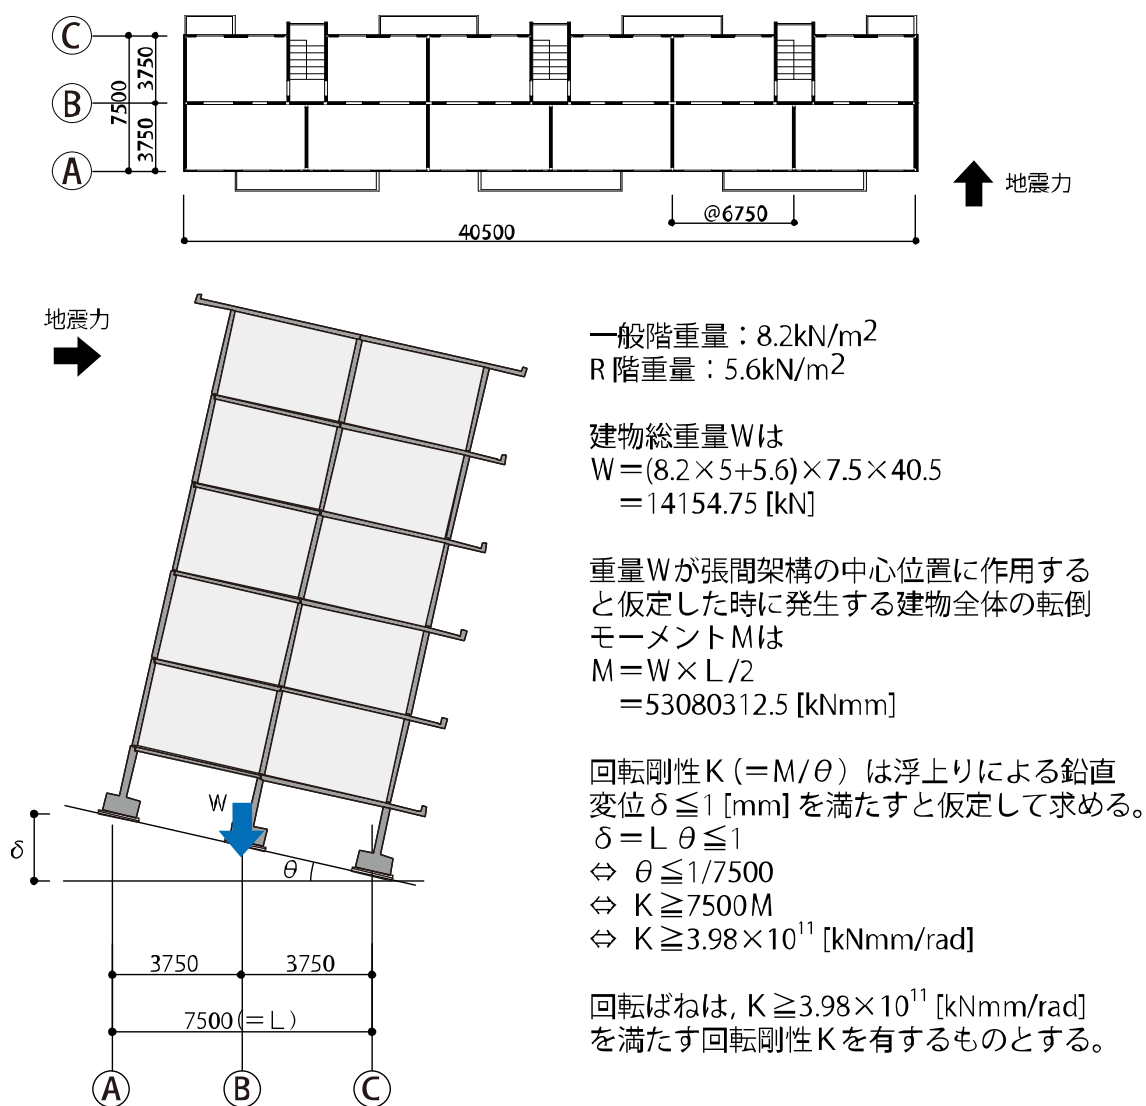 C
B
A
7500
3750
3750
@6750
40500
地震力
地震力
一般階重量：8.2kN/m²
R階重量：5.6kN/m²
建物総重量Wは
W＝(8.2×5+5.6)×7.5×40.5
＝14154.75 [kN]
重量Wが張間架構の中心位置に作用する
と仮定した時に発生する建物全体の転倒
モーメントMは
M＝W×L/2
＝53080312.5 [kNmm]
回転剛性K（＝M/θ）は浮上りによる鉛直
変位δ≦1 [mm] を満たすと仮定して求める。
δ＝L θ≦1
⇔ θ≦1/7500
⇔ K≧7500M
⇔ K≧3.98×10¹¹ [kNmm/rad]
回転ばねは, K≧3.98×10¹¹ [kNmm/rad]
を満たす回転剛性Kを有するものとする。
W
δ
θ
3750
3750
7500(＝L)
A
B
C